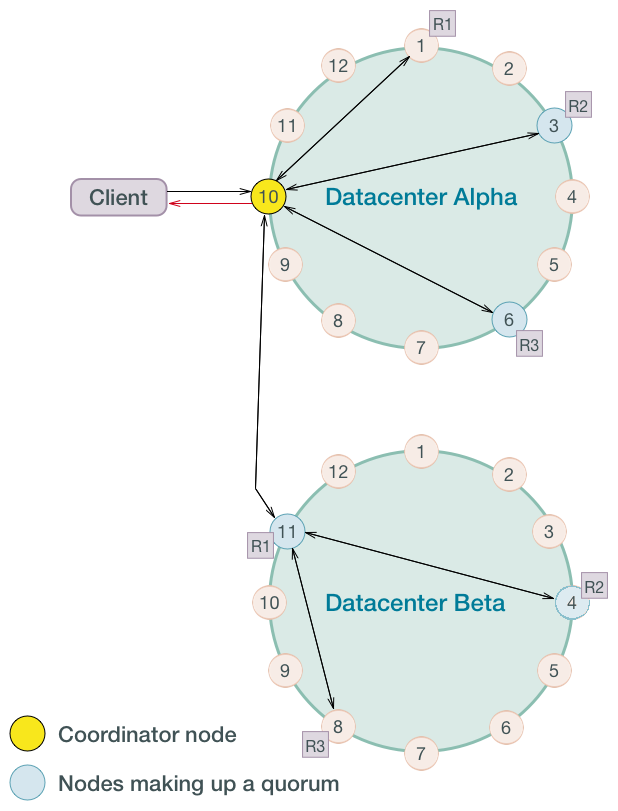 R1
1
12
2
R2
3
11
Client
10
Datacenter Alpha
4
9
5
8
6
7
R3
1
12
2
11
3
R1
R2
10
Datacenter Beta
4
9
5
8
6
R3
7
Coordinator node
Nodes making up a quorum